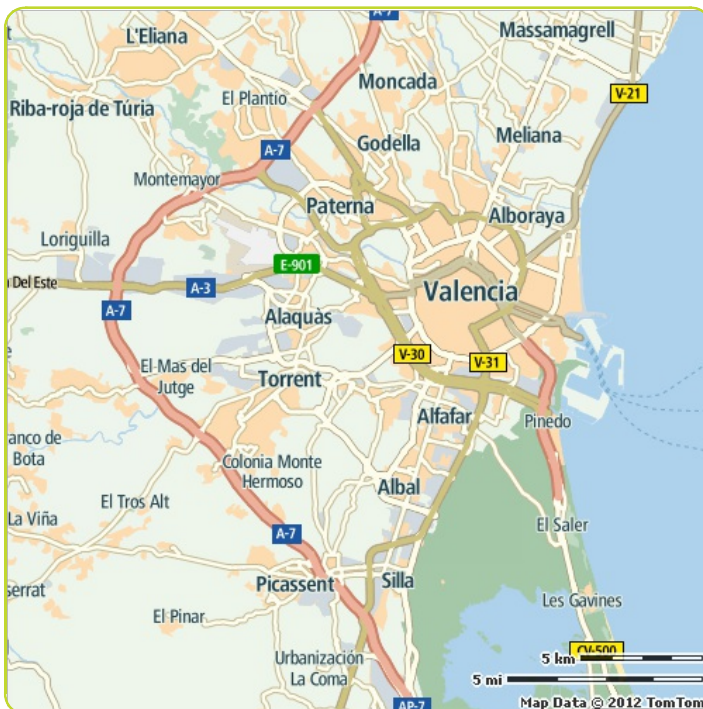 A-7
L'Eliana
Massamagrell
Moncada
El Plantio
V-21
Riba-roja de Túria
Godella
Meliana
A-7
Montemayor
Paterna
Alboraya
Loriguilla
E-901
Del Este
A-3
Valencia
A-7
Alaquàs
V-30
V-31
El Mas del
Jutge
Torrent
Alfafar
Pinedo
anco de
Bota
Colonia Monte
Hermoso
Albal
El Tros Alt
La Viña
El Saler
A-7
Picassent
Silla
serrat
Les Gavines
El Pinar
Urbanización
La Coma
CV-500
5 km
5 mi
AP-7
Map Data © 2012 TomTom